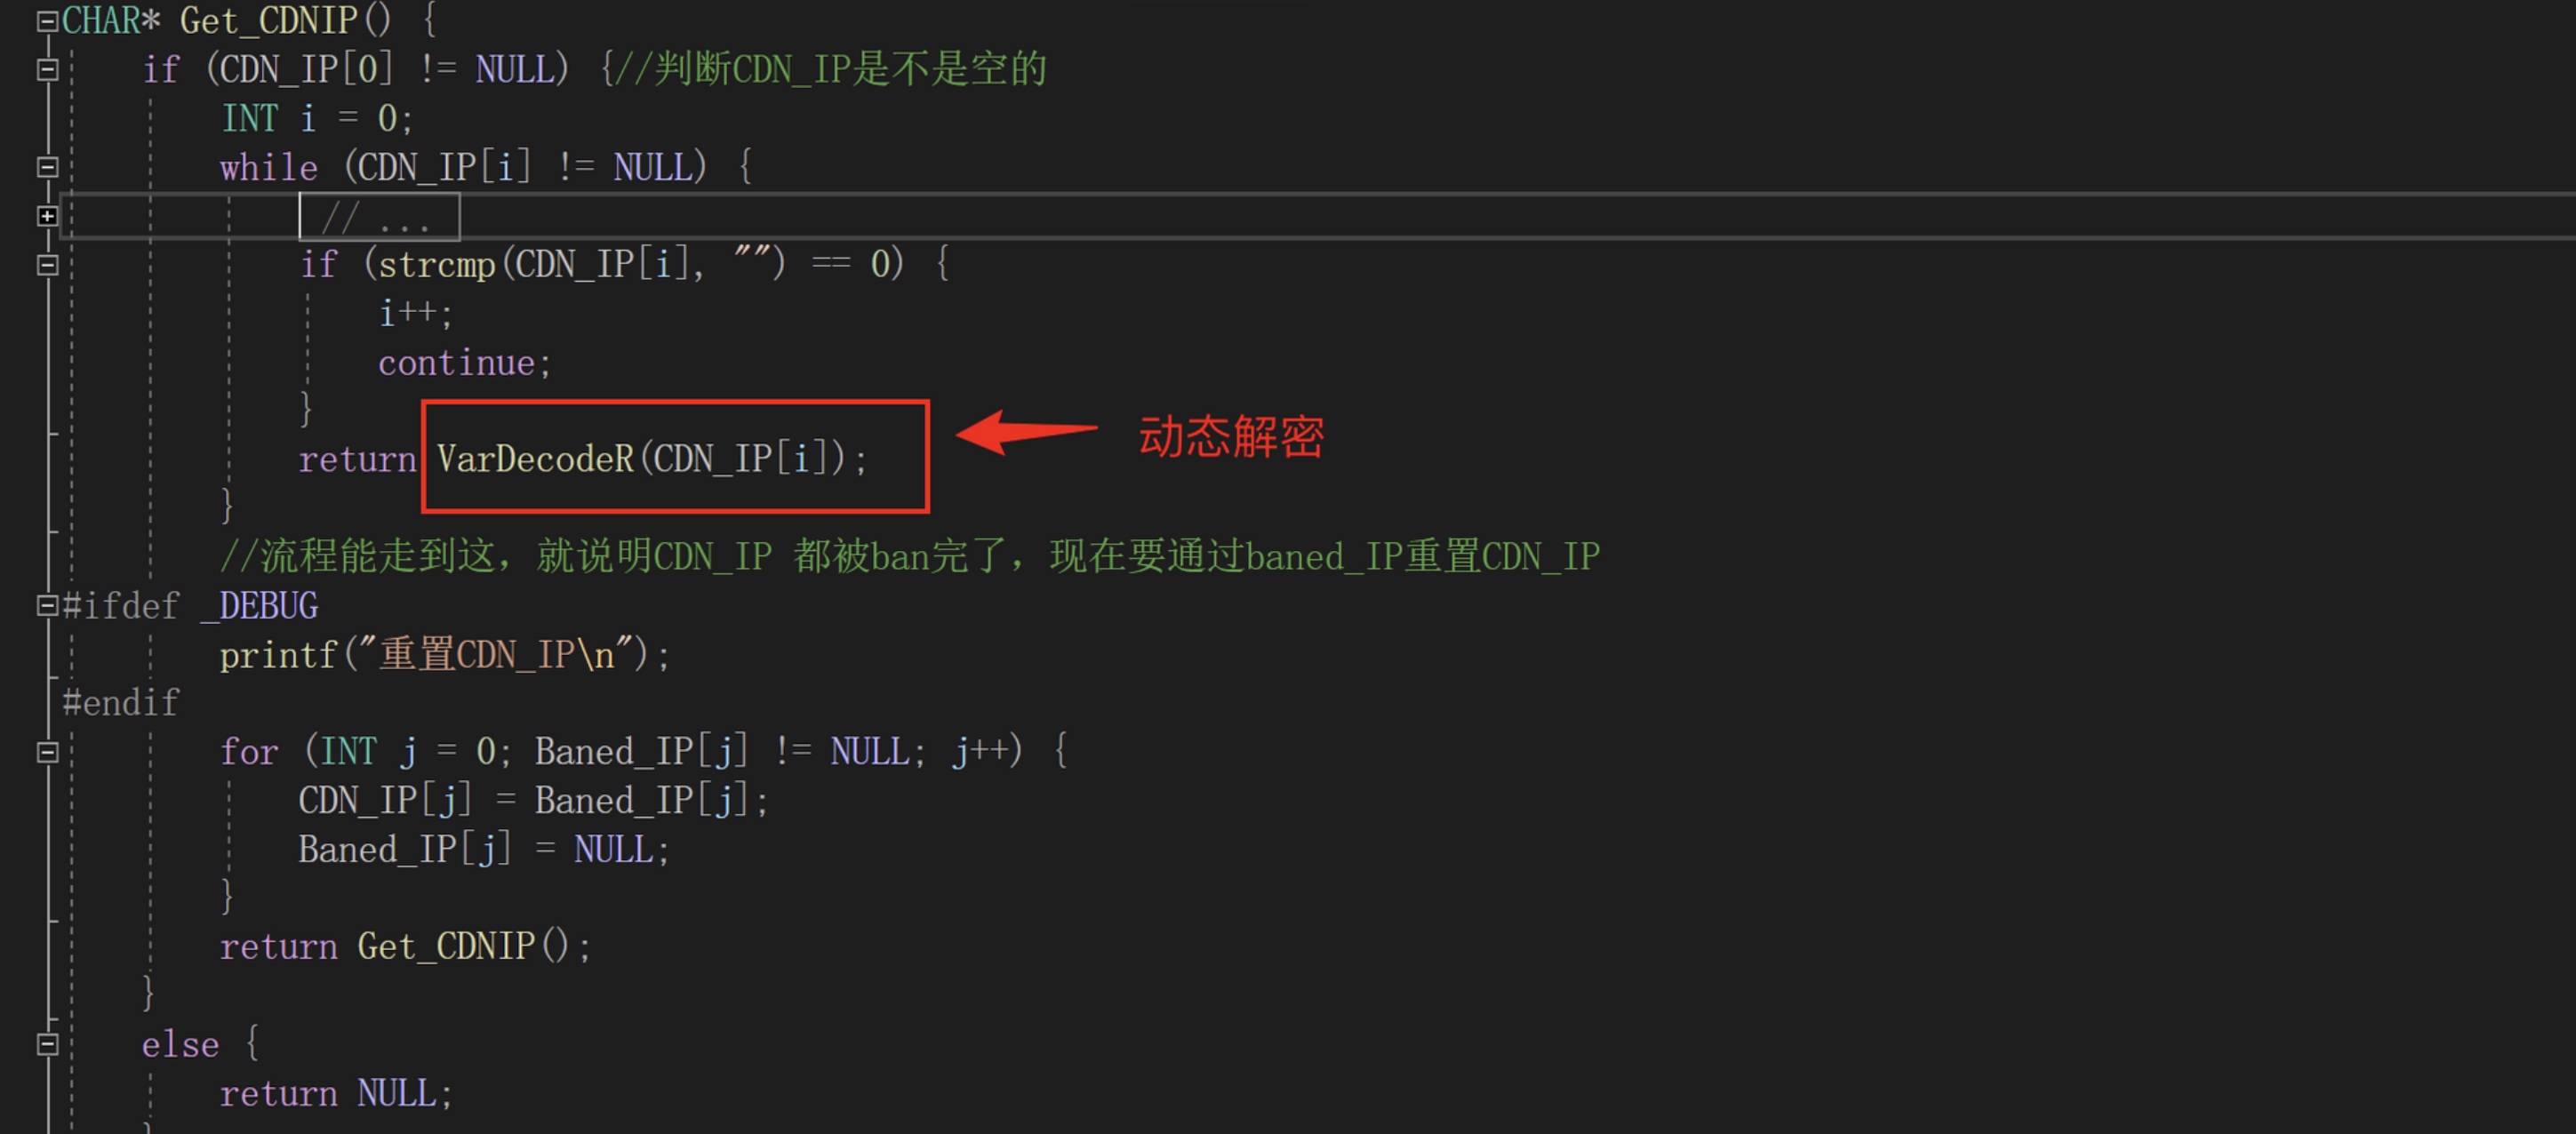 CHAR* Get_CDNIP() {
if (CDN_IP[0] != NULL) {//判断CDN_IP是不是空的
INT i = 0;
while (CDN_IP[i] != NULL) {
// ...
if (strcmp(CDN_IP[i], "") == 0) {
i++;
continue;
}
return VarDecodeR(CDN_IP[i]);
动态解密
}
//流程能走到这，就说明CDN_IP 都被ban完了，现在要通过baned_IP重置CDN_IP
#ifdef _DEBUG
printf("重置CDN_IP\n");
#endif
for (INT j = 0; Baned_IP[j] != NULL; j++) {
CDN_IP[j] = Baned_IP[j];
Baned_IP[j] = NULL;
}
return Get_CDNIP();
}
else {
return NULL;
}